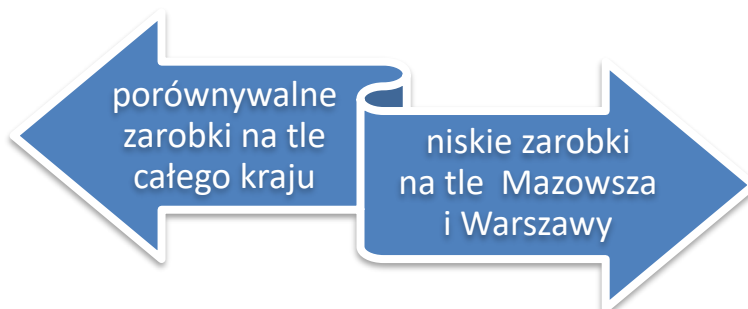 porównywalne
zarobki na tle
całego kraju
niskie zarobki
na tle  Mazowsza
i Warszawy